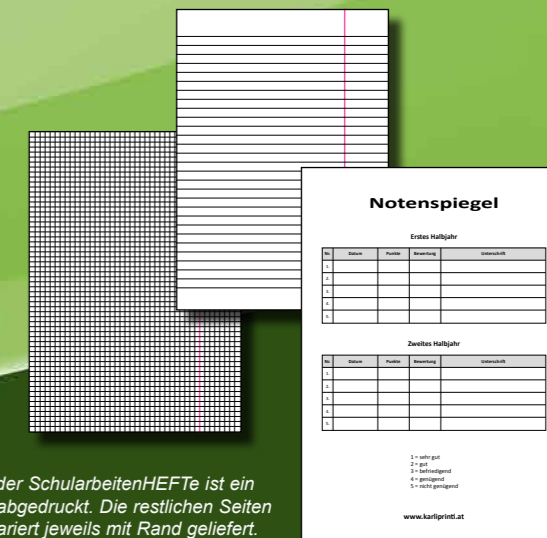 Notenspiegel
Erstes Halbjahr
Nr. Datum Punkte Bewertung Unterschrift
1.
2.
3.
4.
5.
Zweites Halbjahr
Nr. Datum Punkte Bewertung Unterschrift
1.
2.
3.
4.
5.
1 = sehr gut
2 = gut
3 = befriedigend
4 = genügend
5 = nicht genügend
www.karliprinti.at
der SchularbeitenHEFTe ist ein
abgedruckt. Die restlichen Seiten
ariert jeweils mit Rand geliefert.